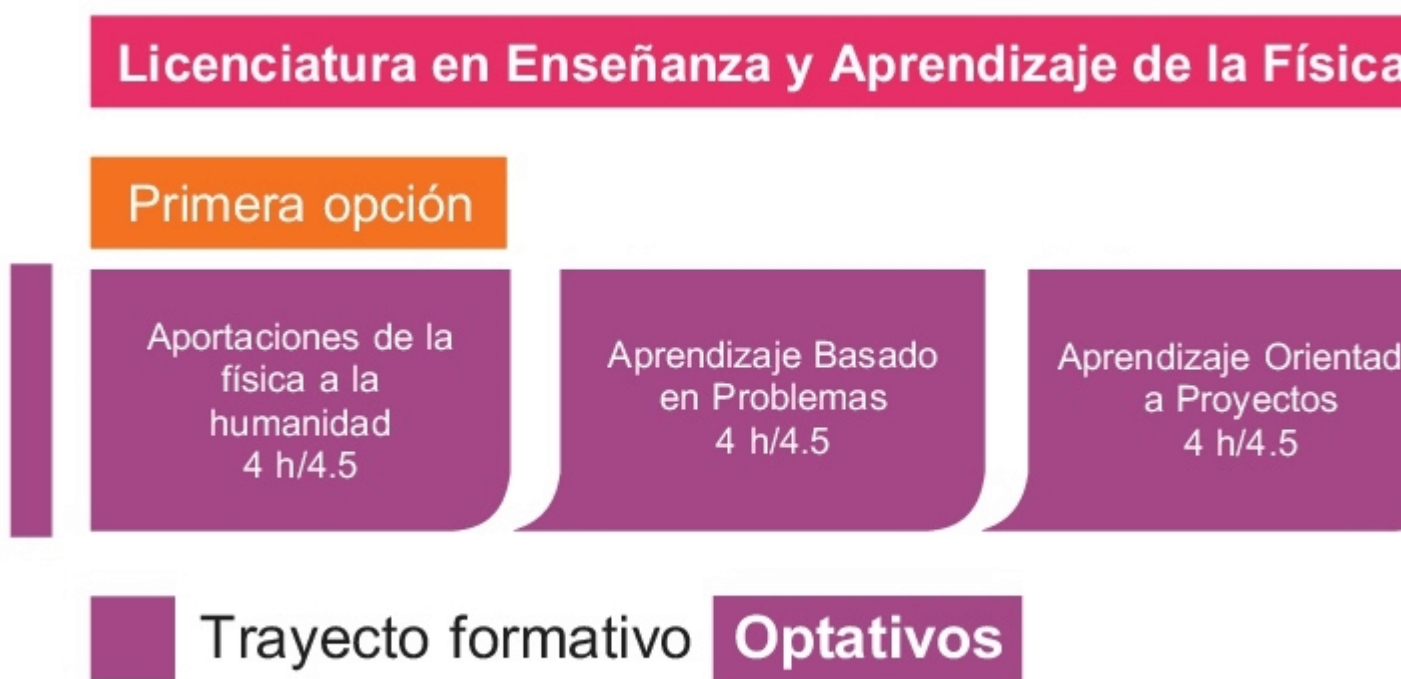 Licenciatura en Enseñanza y Aprendizaje de la Física
Primera opción
Aportaciones de la
física a la
humanidad
4 h/4.5
Aprendizaje Basado
en Problemas
4 h/4.5
Aprendizaje Orientad
a Proyectos
4 h/4.5
Trayecto formativo Optativos